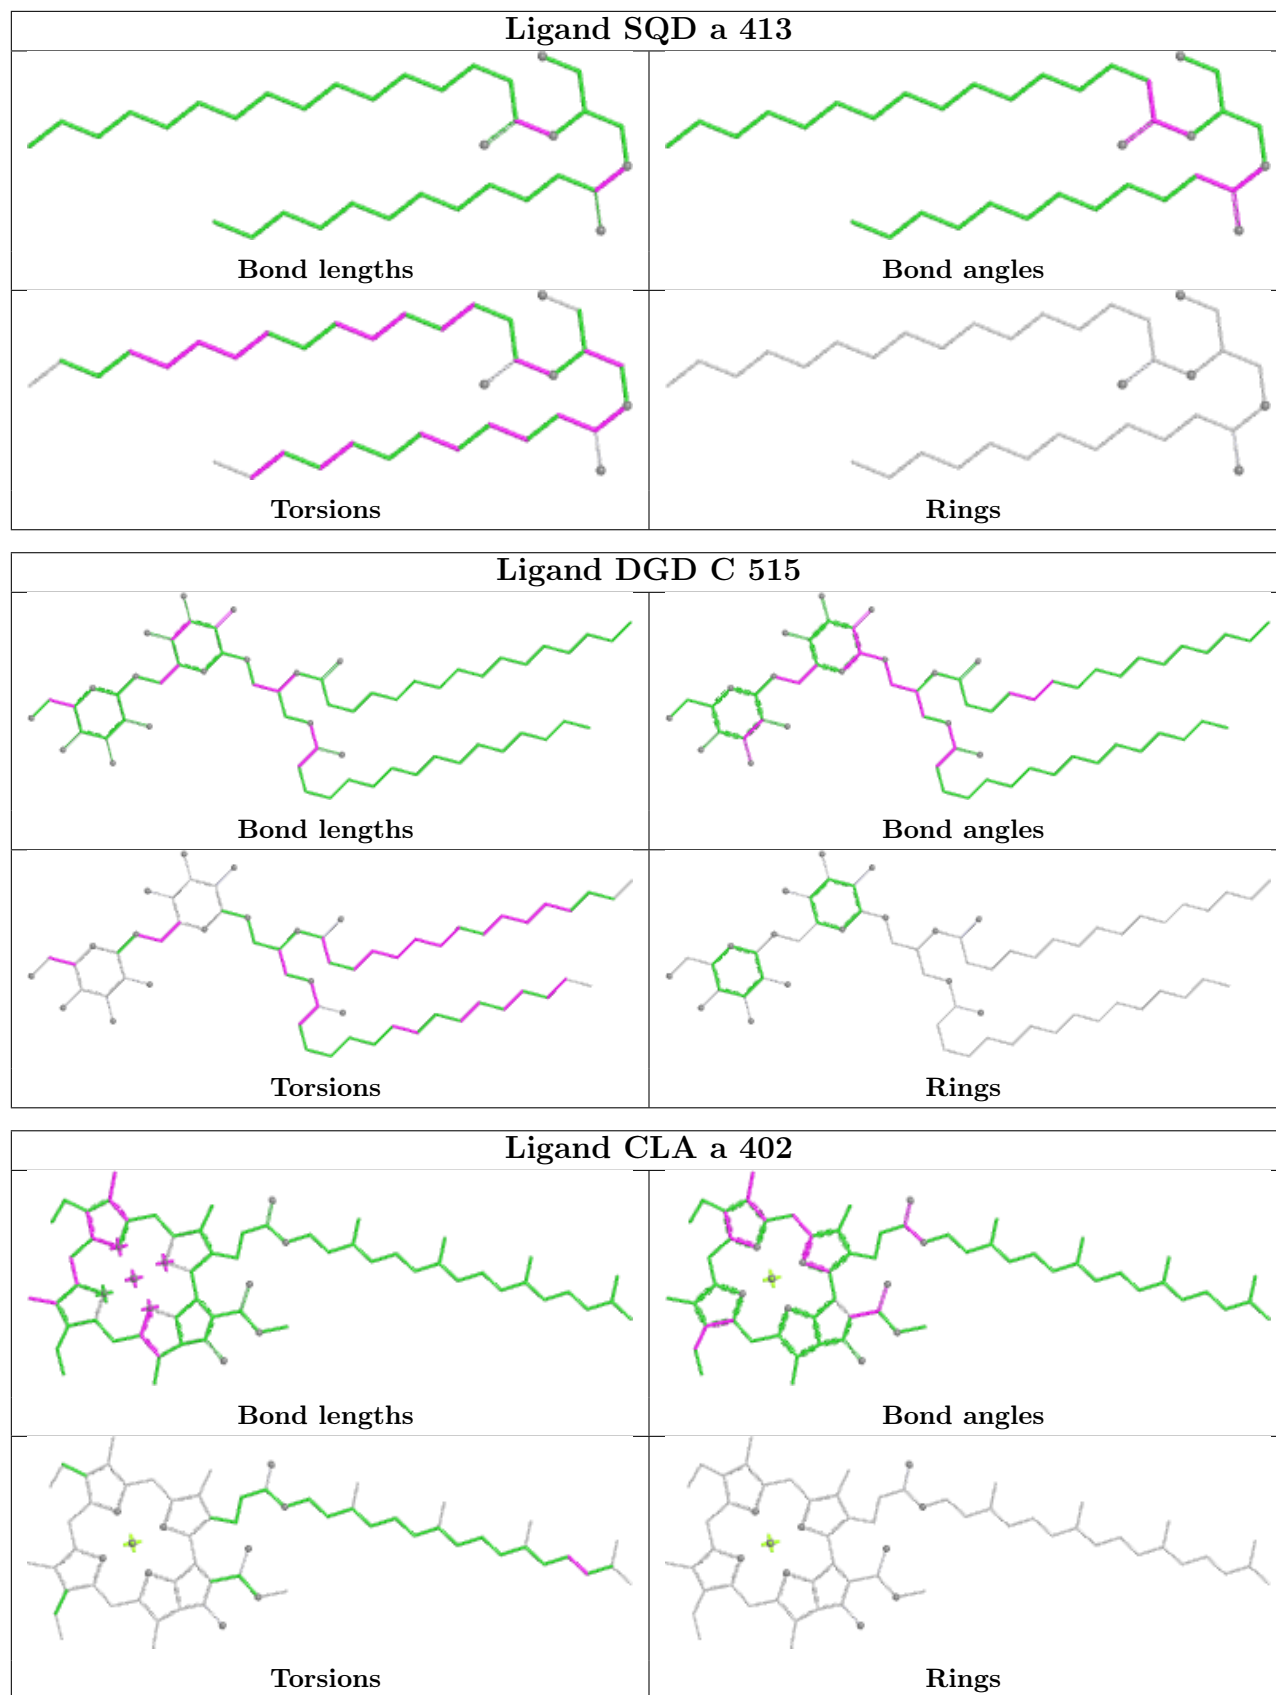 Ligand SQD a 413
Bond lengths
Bond angles
Torsions
Rings
Ligand DGD C 515
Bond lengths
Bond angles
Torsions
Rings
Ligand CLA a 402
Bond lengths
Bond angles
Torsions
Rings